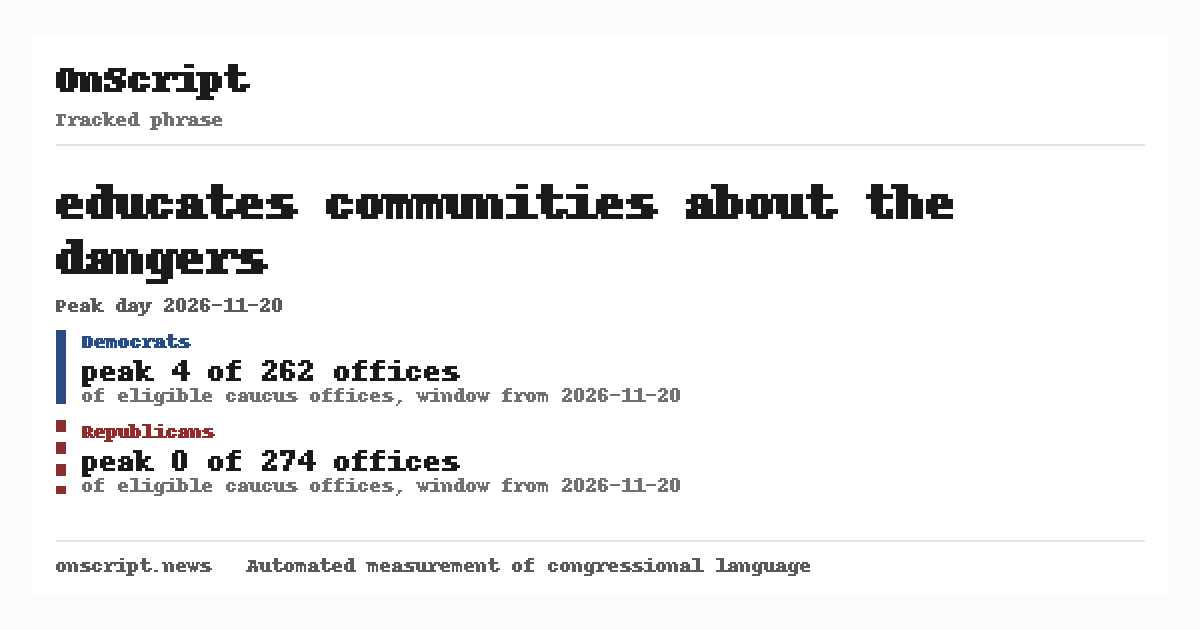 OnScript
Tracked phrase
educates communities about the
dangers
Peak day 2026-11-20
Democrats
peak 4 of 262 offices
of eligible caucus offices, window from 2026-11-20
Republicans
peak 0 of 274 offices
of eligible caucus offices, window from 2026-11-20
onscript.news Automated measurement of congressional language